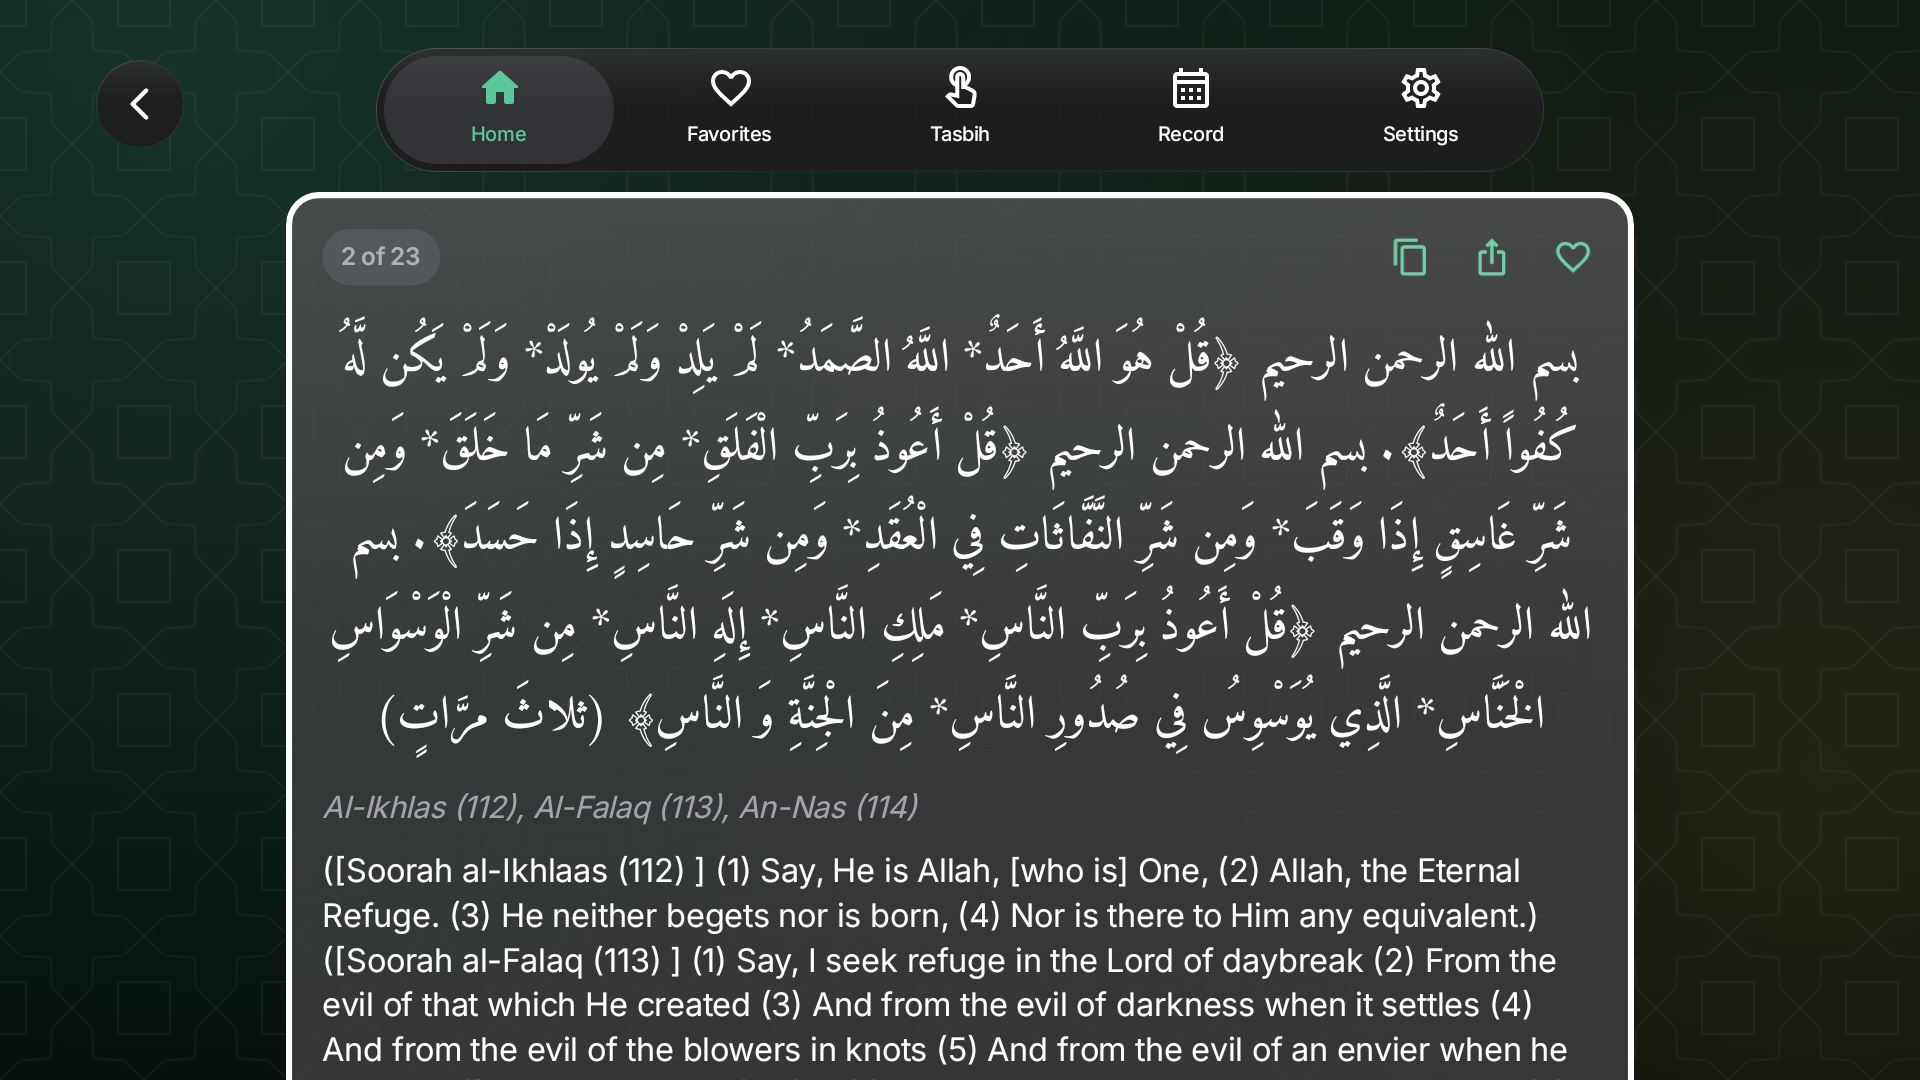 Home
Favorites
Tasbih
Record
Settings
2 of 23
بسم الله الرحمن الرحيم ﴿قُلْ هُوَ اللَّهُ أَحَدٌ* اللَّهُ الصَّمَدُ* لَمْ يَلِدْ وَلَمْ يُولَدْ* وَلَمْ يَكُن لَّهُ
كُفُواً أَحَدٌ﴾. بسم الله الرحمن الرحيم ﴿قُلْ أَعُوذُ بِرَبِّ الْفَلَقِ* مِن شَرِّ مَا خَلَقَ* وَمِن
شَرِّ غَاسِقٍ إِذَا وَقَبَ* وَمِن شَرِّ النَّفَّاثَاتِ فِي الْعُقَدِ* وَمِن شَرِّ حَاسِدٍ إِذَا حَسَدَ﴾. بسم
الله الرحمن الرحيم ﴿قُلْ أَعُوذُ بِرَبِّ النَّاسِ* مَلِكِ النَّاسِ* إِلَهِ النَّاسِ* مِن شَرِّ الْوَسْوَاسِ
الْخَنَّاسِ* الَّذِي يُوَسْوِسُ فِي صُدُورِ النَّاسِ* مِنَ الْجِنَّةِ وَ النَّاسِ﴾ (ثلاثَ مرَّاتٍ)
Al-Ikhlas (112), Al-Falaq (113), An-Nas (114)
([Soorah al-Ikhlaas (112) ] (1) Say, He is Allah, [who is] One, (2) Allah, the Eternal
Refuge. (3) He neither begets nor is born, (4) Nor is there to Him any equivalent.)
([Soorah al-Falaq (113) ] (1) Say, I seek refuge in the Lord of daybreak (2) From the
evil of that which He created (3) And from the evil of darkness when it settles (4)
And from the evil of the blowers in knots (5) And from the evil of an envier when he